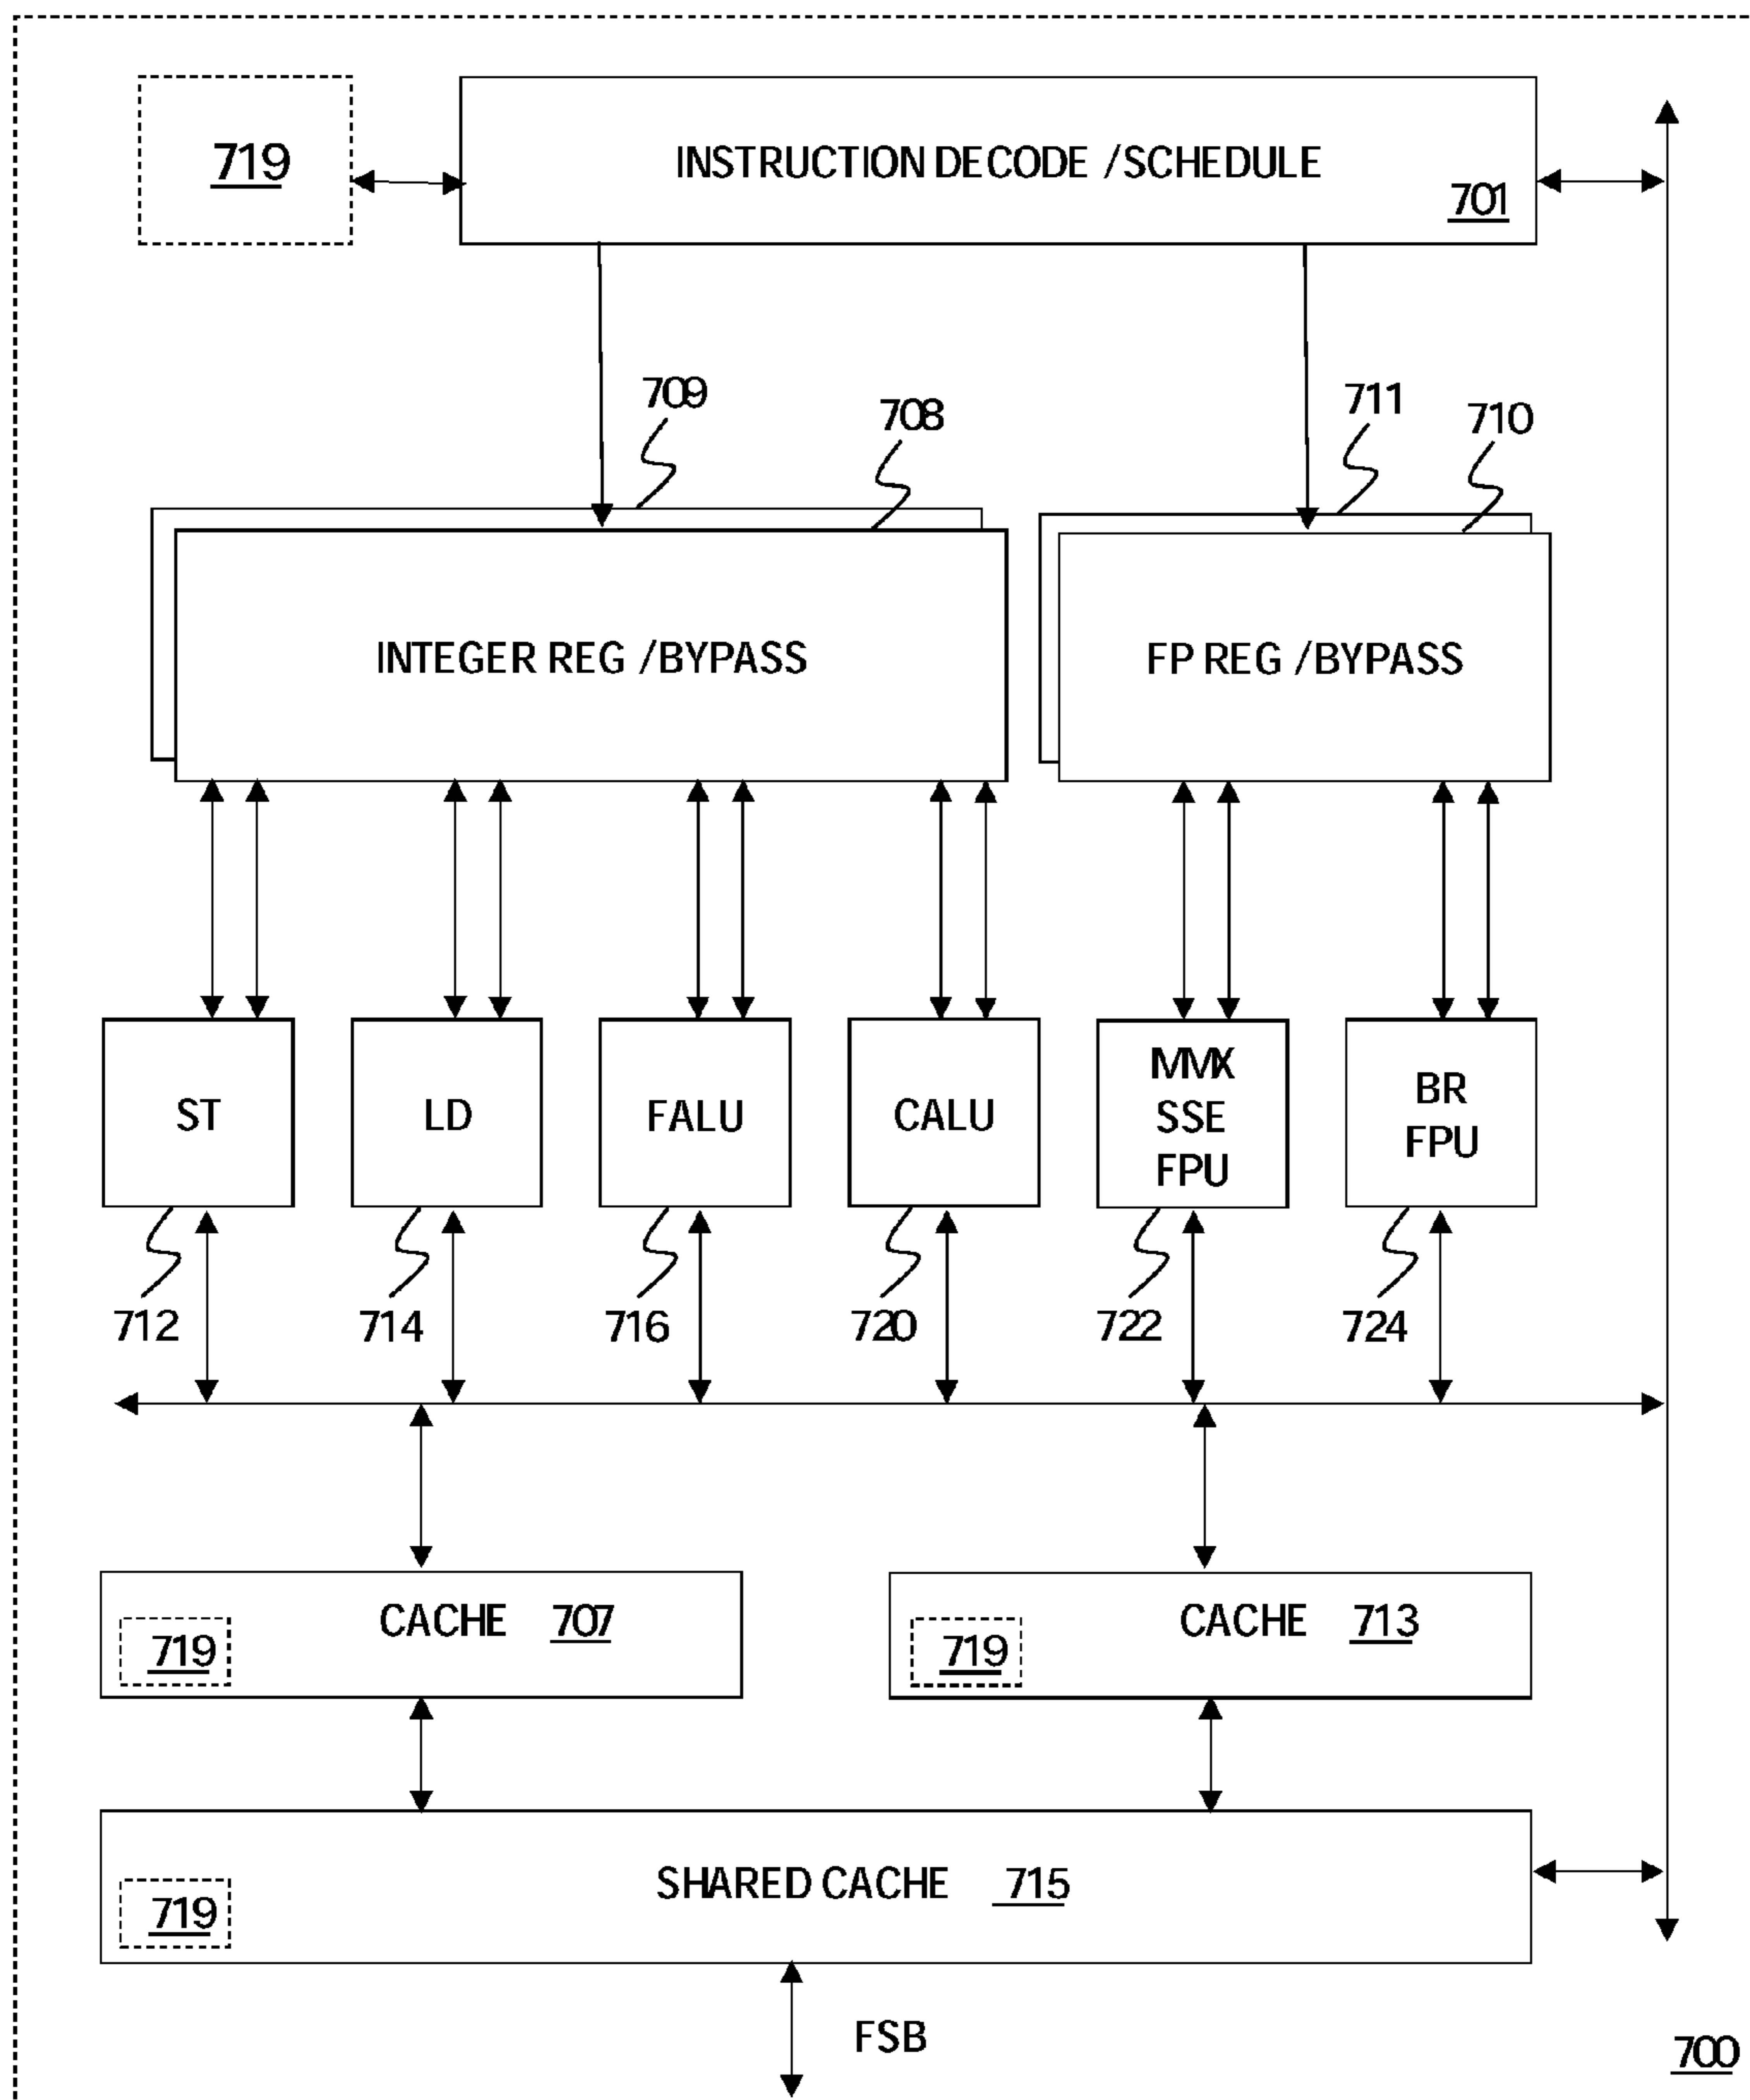 719
INSTRUCTION DECODE /SCHEDULE
701
709
708
711
710
INTEGER REG /BYPASS
FP REG /BYPASS
ST
LD
FALU
CALU
MMX
SSE
FPU
BR
FPU
712
714
716
720
722
724
CACHE 707
719
CACHE 713
719
SHARED CACHE 715
719
FSB
700